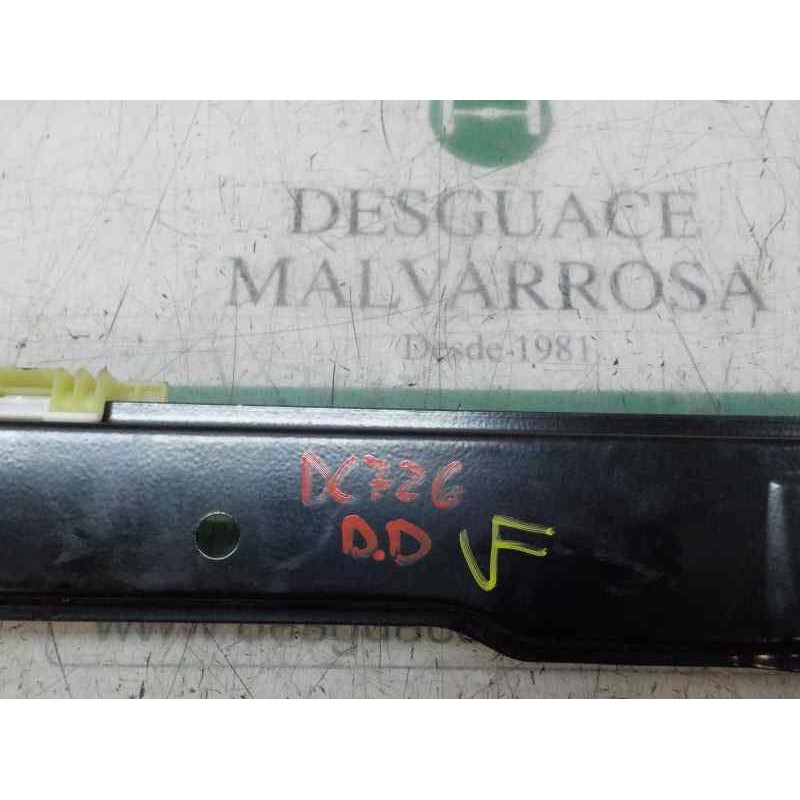 DESGUACE
MALVARROSA
Desde 1981
DC726
D.D VF